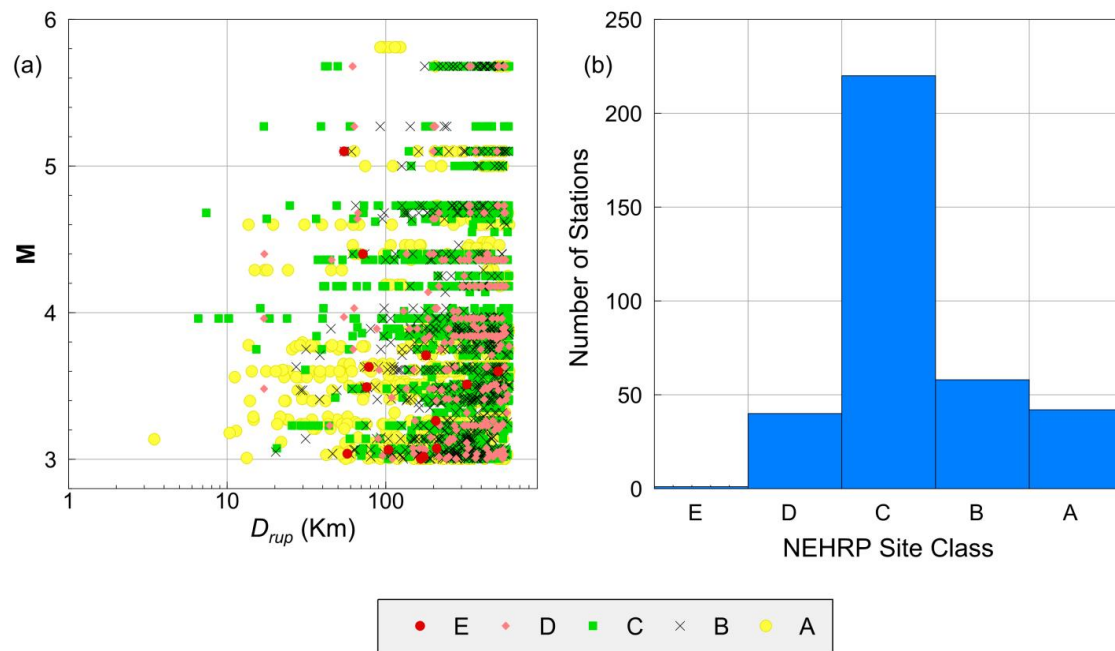 (a)
6
5
4
3
M
1
10
100
D_rup (Km)
(b)
250
200
150
100
50
0
Number of Stations
E D C B A
NEHRP Site Class
E D C B A